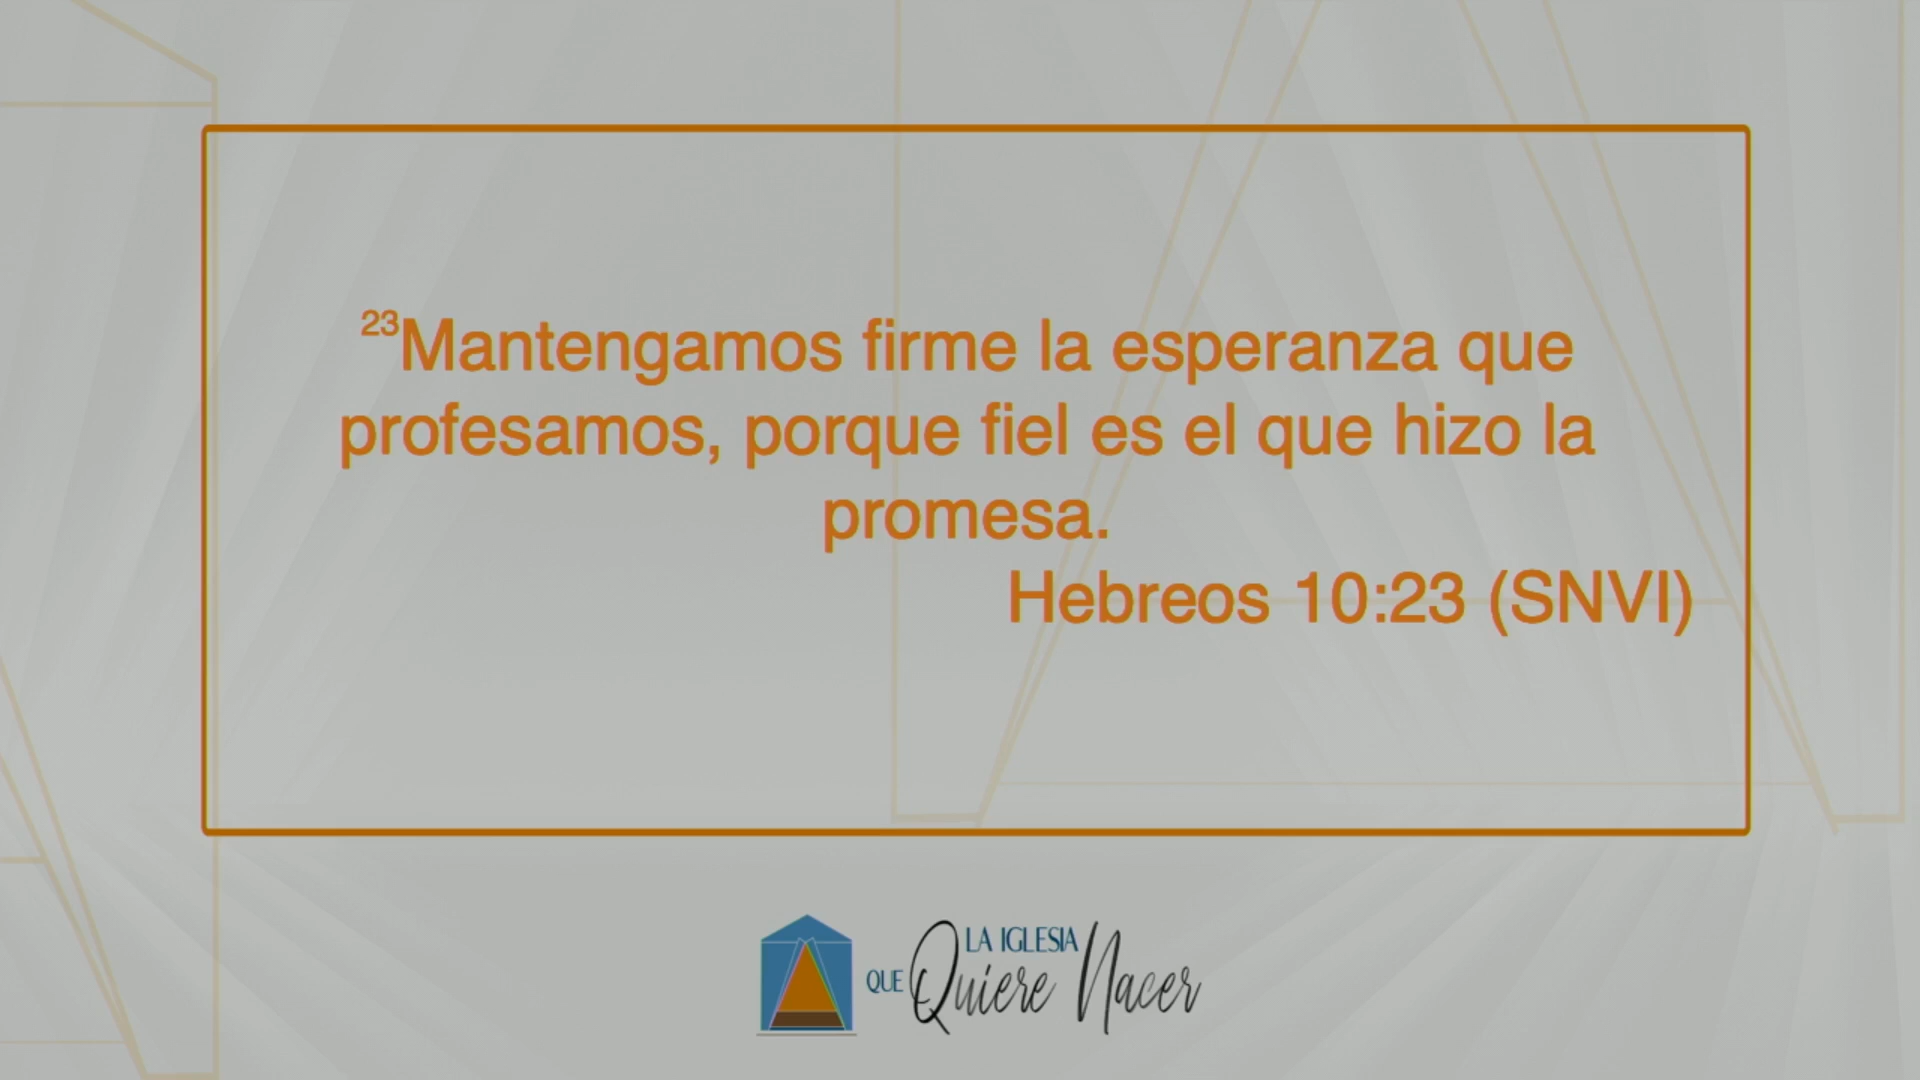 ²³Mantengamos firme la esperanza que
profesamos, porque fiel es el que hizo la
promesa.
Hebreos 10:23 (SNVI)
LA IGLESIA
QUE Quiere Nacer